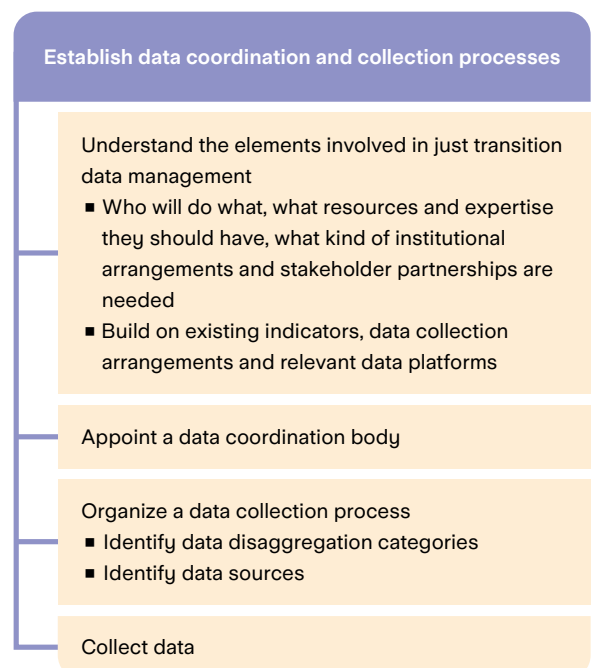 Establish data coordination and collection processes
Understand the elements involved in just transition
data management
▪ Who will do what, what resources and expertise
they should have, what kind of institutional
arrangements and stakeholder partnerships are
needed
▪ Build on existing indicators, data collection
arrangements and relevant data platforms
Appoint a data coordination body
Organize a data collection process
▪ Identify data disaggregation categories
▪ Identify data sources
Collect data